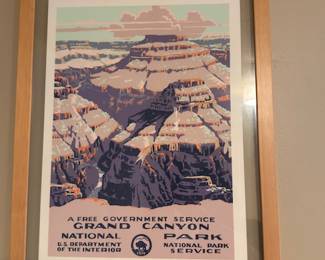 A FREE GOVERNMENT SERVICE
GRAND CANYON
NATIONAL PARK
U.S. DEPARTMENT OF THE INTERIOR
NATIONAL PARK SERVICE